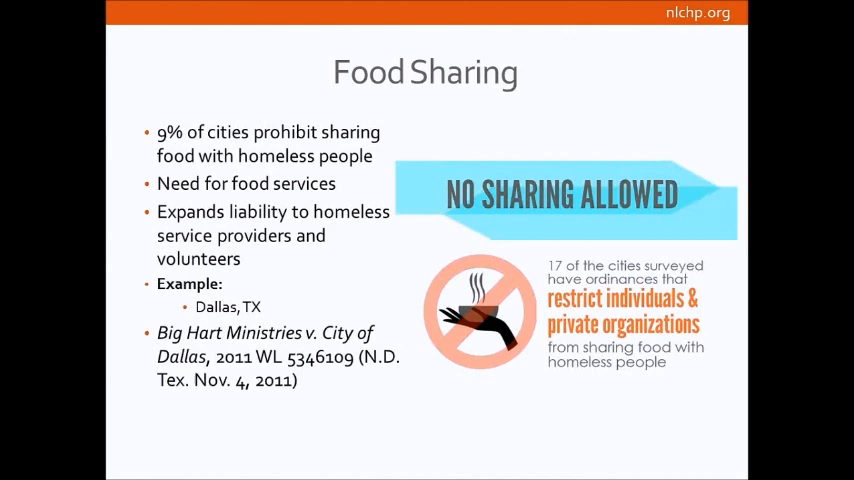 nlchp.org
Food Sharing
• 9% of cities prohibit sharing
food with homeless people
• Need for food services
• Expands liability to homeless
service providers and
volunteers
• Example:
• Dallas, TX
• Big Hart Ministries v. City of
Dallas, 2011 WL 5346109 (N.D.
Tex. Nov. 4, 2011)
NO SHARING ALLOWED
17 of the cities surveyed
have ordinances that
restrict individuals &
private organizations
from sharing food with
homeless people